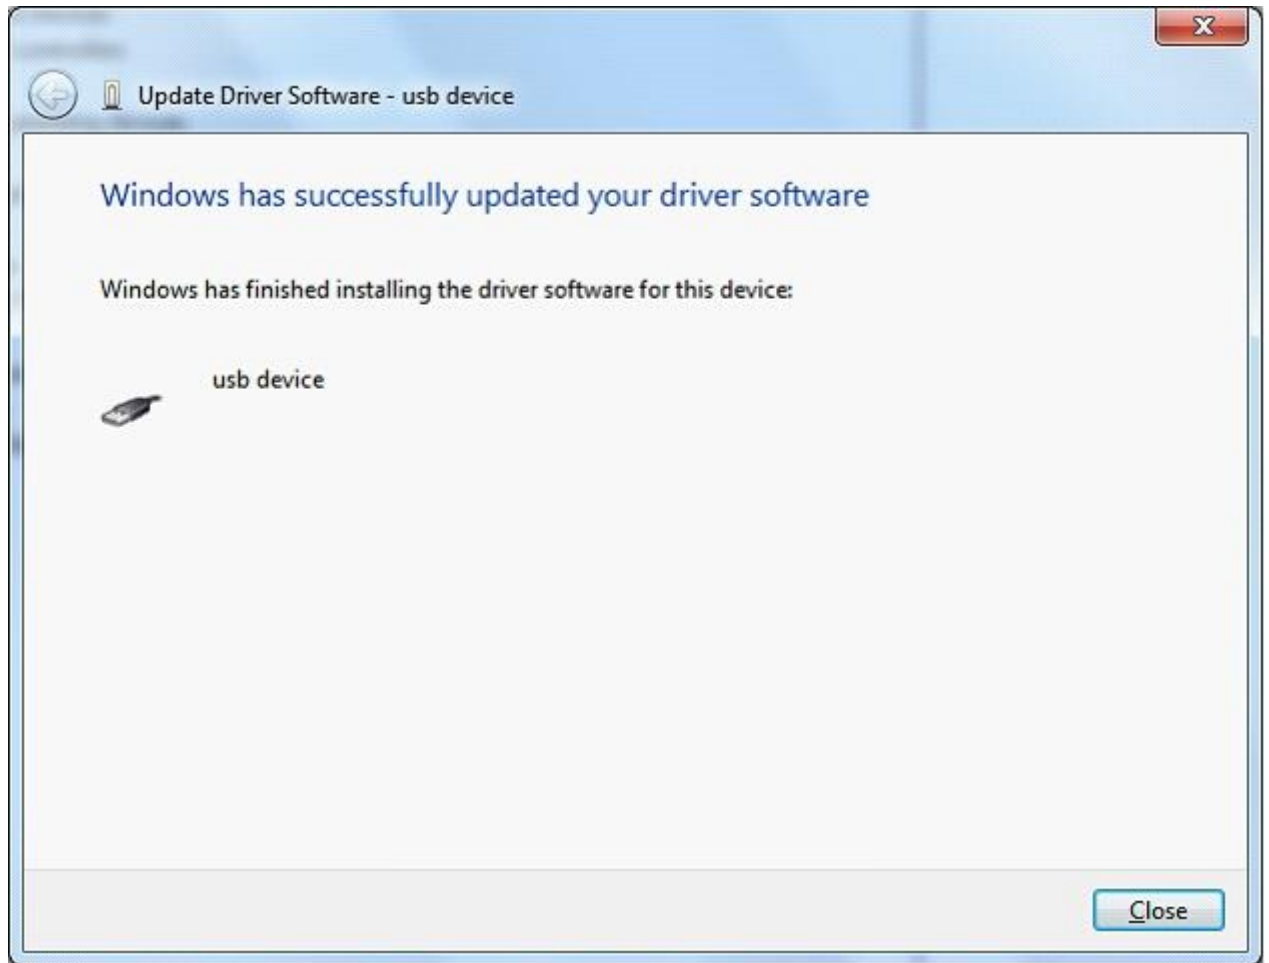 Update Driver Software - usb device
Windows has successfully updated your driver software
Windows has finished installing the driver software for this device:
usb device
Close